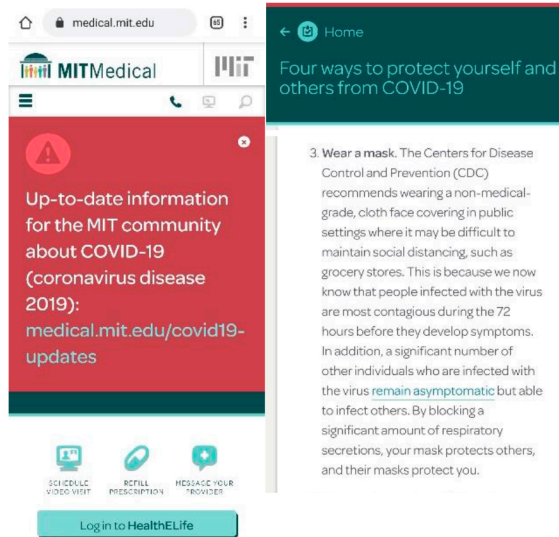 medical.mit.edu
65
MITMedical
Up-to-date information
for the MIT community
about COVID-19
(coronavirus disease
2019):
medical.mit.edu/covid19-
updates
SCHEDULE
VIDEO VISIT
REFILL
PRESCRIPTION
MESSAGE YOUR
PROVIDER
Log in to HealthELife
Home
Four ways to protect yourself and
others from COVID-19
3. Wear a mask. The Centers for Disease
Control and Prevention (CDC)
recommends wearing a non-medical-
grade, cloth face covering in public
settings where it may be difficult to
maintain social distancing, such as
grocery stores. This is because we now
know that people infected with the virus
are most contagious during the 72
hours before they develop symptoms.
In addition, a significant number of
other individuals who are infected with
the virus remain asymptomatic but able
to infect others. By blocking a
significant amount of respiratory
secretions, your mask protects others,
and their masks protect you.